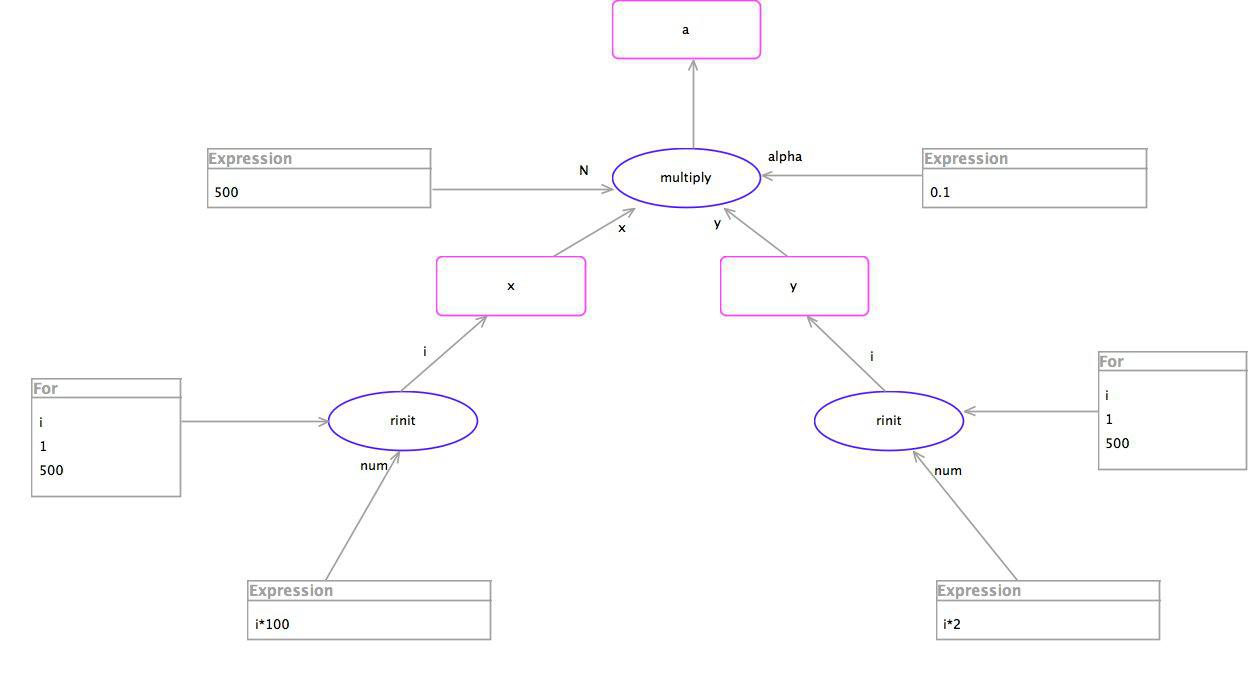 a
Expression
500
N
multiply
alpha
Expression
0.1
x
y
x
y
i
i
For
i
1
500
rinit
num
rinit
num
For
i
1
500
Expression
i*100
Expression
i*2